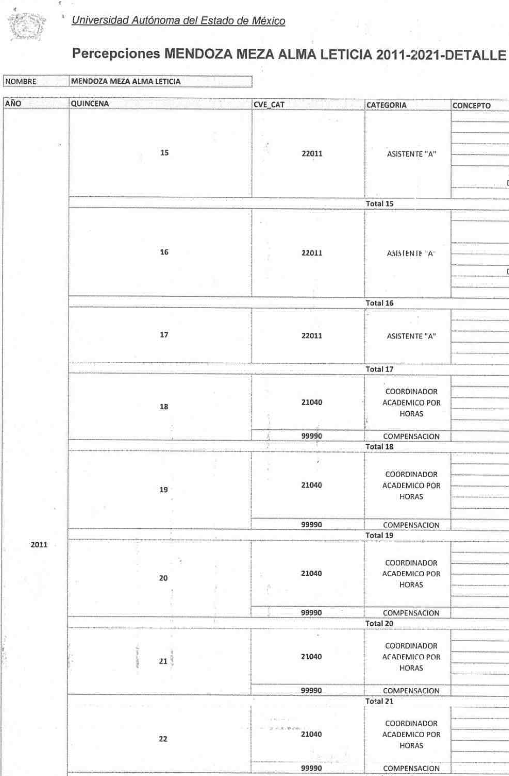 Universidad Autónoma del Estado de México
Percepciones MENDOZA MEZA ALMA LETICIA 2011-2021-DETALLE
NOMBRE MENDOZA MEZA ALMA LETICIA
AÑO QUINCENA CVE_CAT CATEGORIA CONCEPTO
15 22011 ASISTENTE "A"
Total 15
16 22011 ASISTENTE "A"
Total 16
17 22011 ASISTENTE "A"
Total 17
18 21040 COORDINADOR
ACADEMICO POR
HORAS
99990 COMPENSACION
Total 18
19 21040 COORDINADOR
ACADEMICO POR
HORAS
99990 COMPENSACION
Total 19
2011
20 21040 COORDINADOR
ACADEMICO POR
HORAS
99990 COMPENSACION
Total 20
21 21040 COORDINADOR
ACADEMICO POR
HORAS
99990 COMPENSACION
Total 21
22 21040 COORDINADOR
ACADEMICO POR
HORAS
99990 COMPENSACION